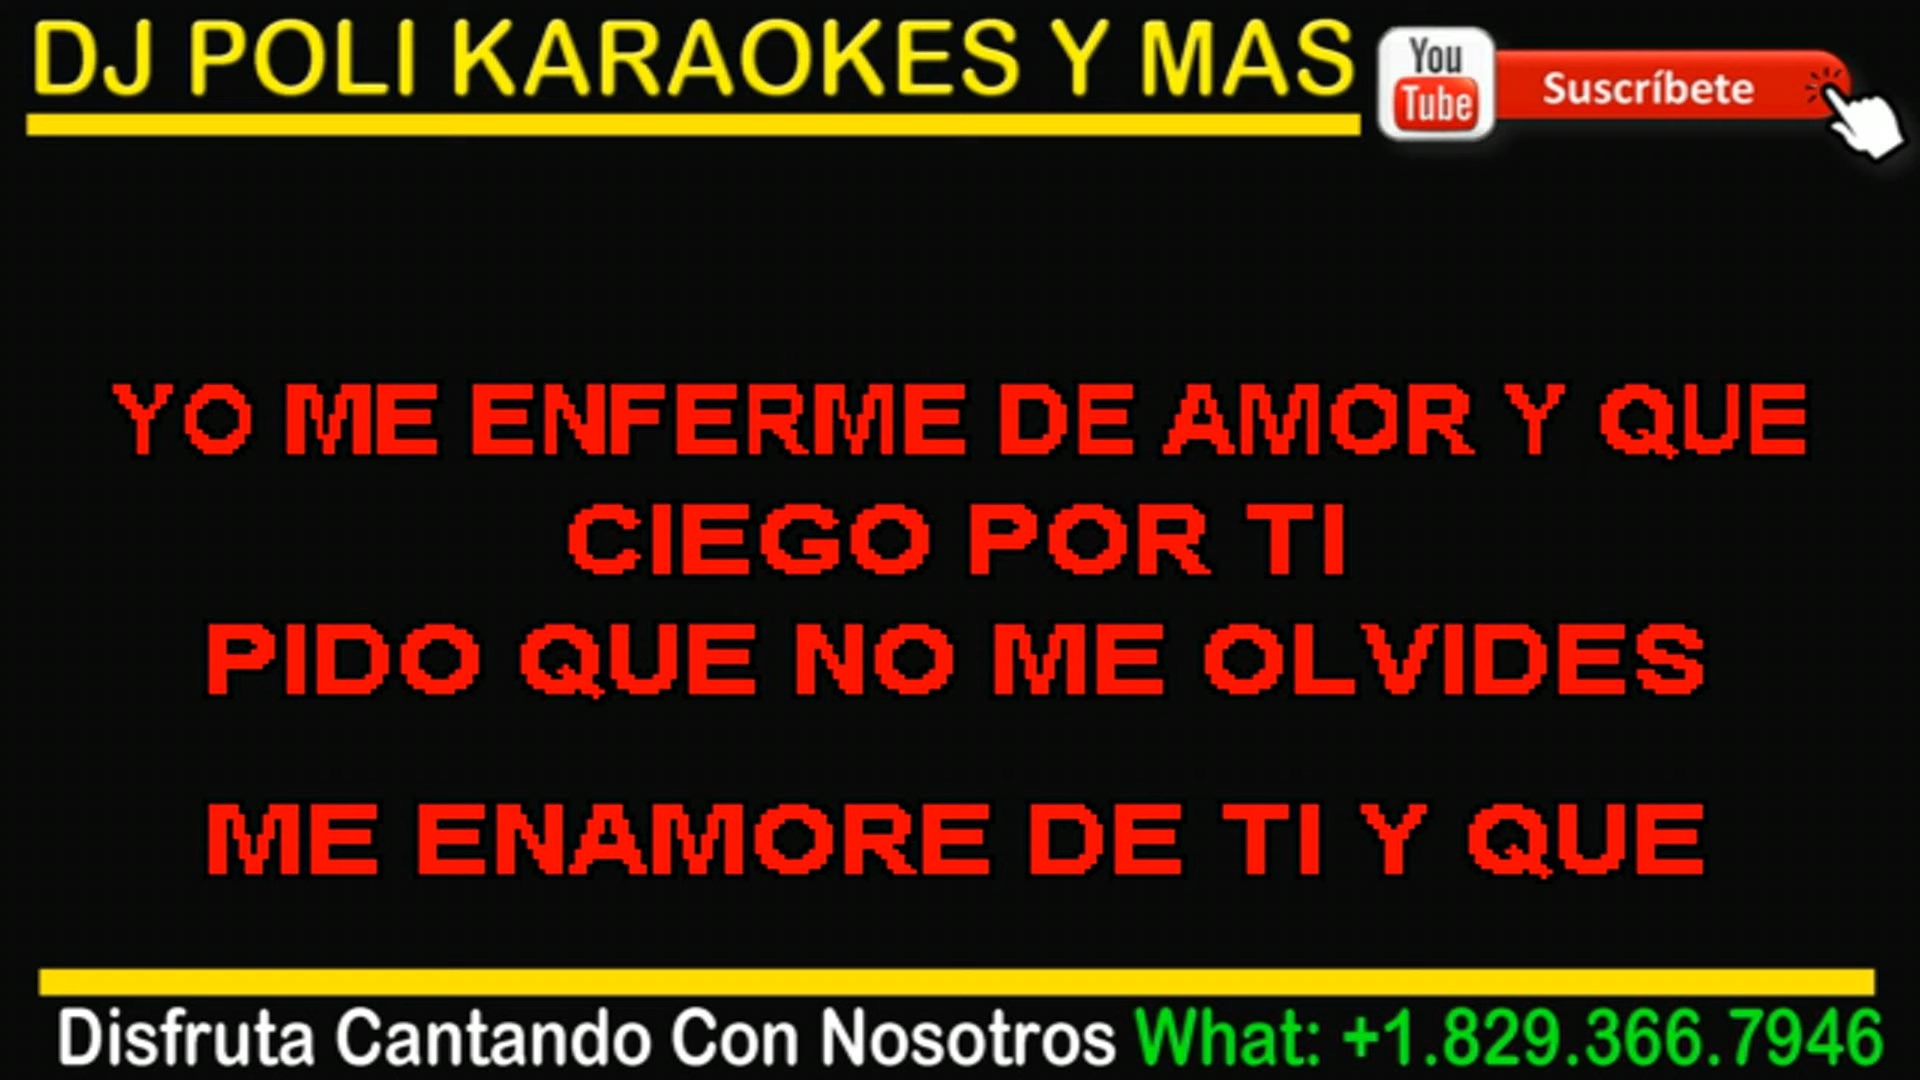 DJ POLI KARAOKES Y MAS
You
Tube
Suscríbete
YO ME ENFERME DE AMOR Y QUE
CIEGO POR TI
PIDO QUE NO ME OLVIDES
ME ENAMORE DE TI Y QUE
Disfruta Cantando Con Nosotros What: +1.829.366.7946